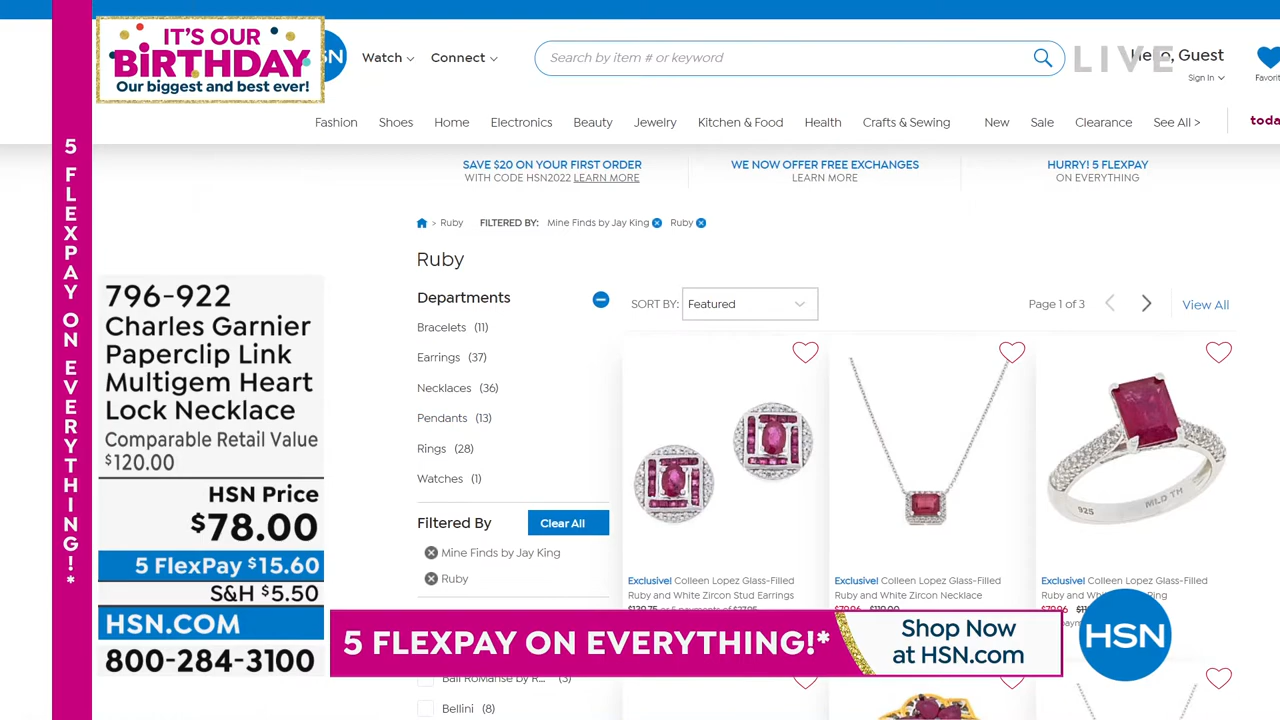 IT'S OUR
BIRTHDAY
Our biggest and best ever!
Watch
Connect
Search by item # or keyword
LIVE
Guest
Sign In
Fashion
Shoes
Home
Electronics
Beauty
Jewelry
Kitchen & Food
Health
Crafts & Sewing
New
Sale
Clearance
See All >
toda
SAVE $20 ON YOUR FIRST ORDER
WITH CODE HSN2022 LEARN MORE
WE NOW OFFER FREE EXCHANGES
LEARN MORE
HURRY! 5 FLEXPAY
ON EVERYTHING
5 FLEXPAY ON EVERYTHING!*
> Ruby FILTERED BY: Mine Finds by Jay King Ruby
Ruby
Departments
Bracelets (11)
Earrings (37)
Necklaces (36)
Pendants (13)
Rings (28)
Watches (1)
Filtered By
Clear All
Mine Finds by Jay King
Ruby
SORT BY: Featured
Page 1 of 3
View All
796-922
Charles Garnier
Paperclip Link
Multigem Heart
Lock Necklace
Comparable Retail Value
$120.00
HSN Price
$78.00
5 FlexPay $15.60
S&H $5.50
HSN.COM
800-284-3100
925
MLD TH
Exclusive! Colleen Lopez Glass-Filled
Ruby and White Zircon Stud Earrings
Exclusive! Colleen Lopez Glass-Filled
Ruby and White Zircon Necklace
Exclusive! Colleen Lopez Glass-Filled
Ruby and Ring
5 FLEXPAY ON EVERYTHING!*
Shop Now
at HSN.com
HSN
Bellini (8)